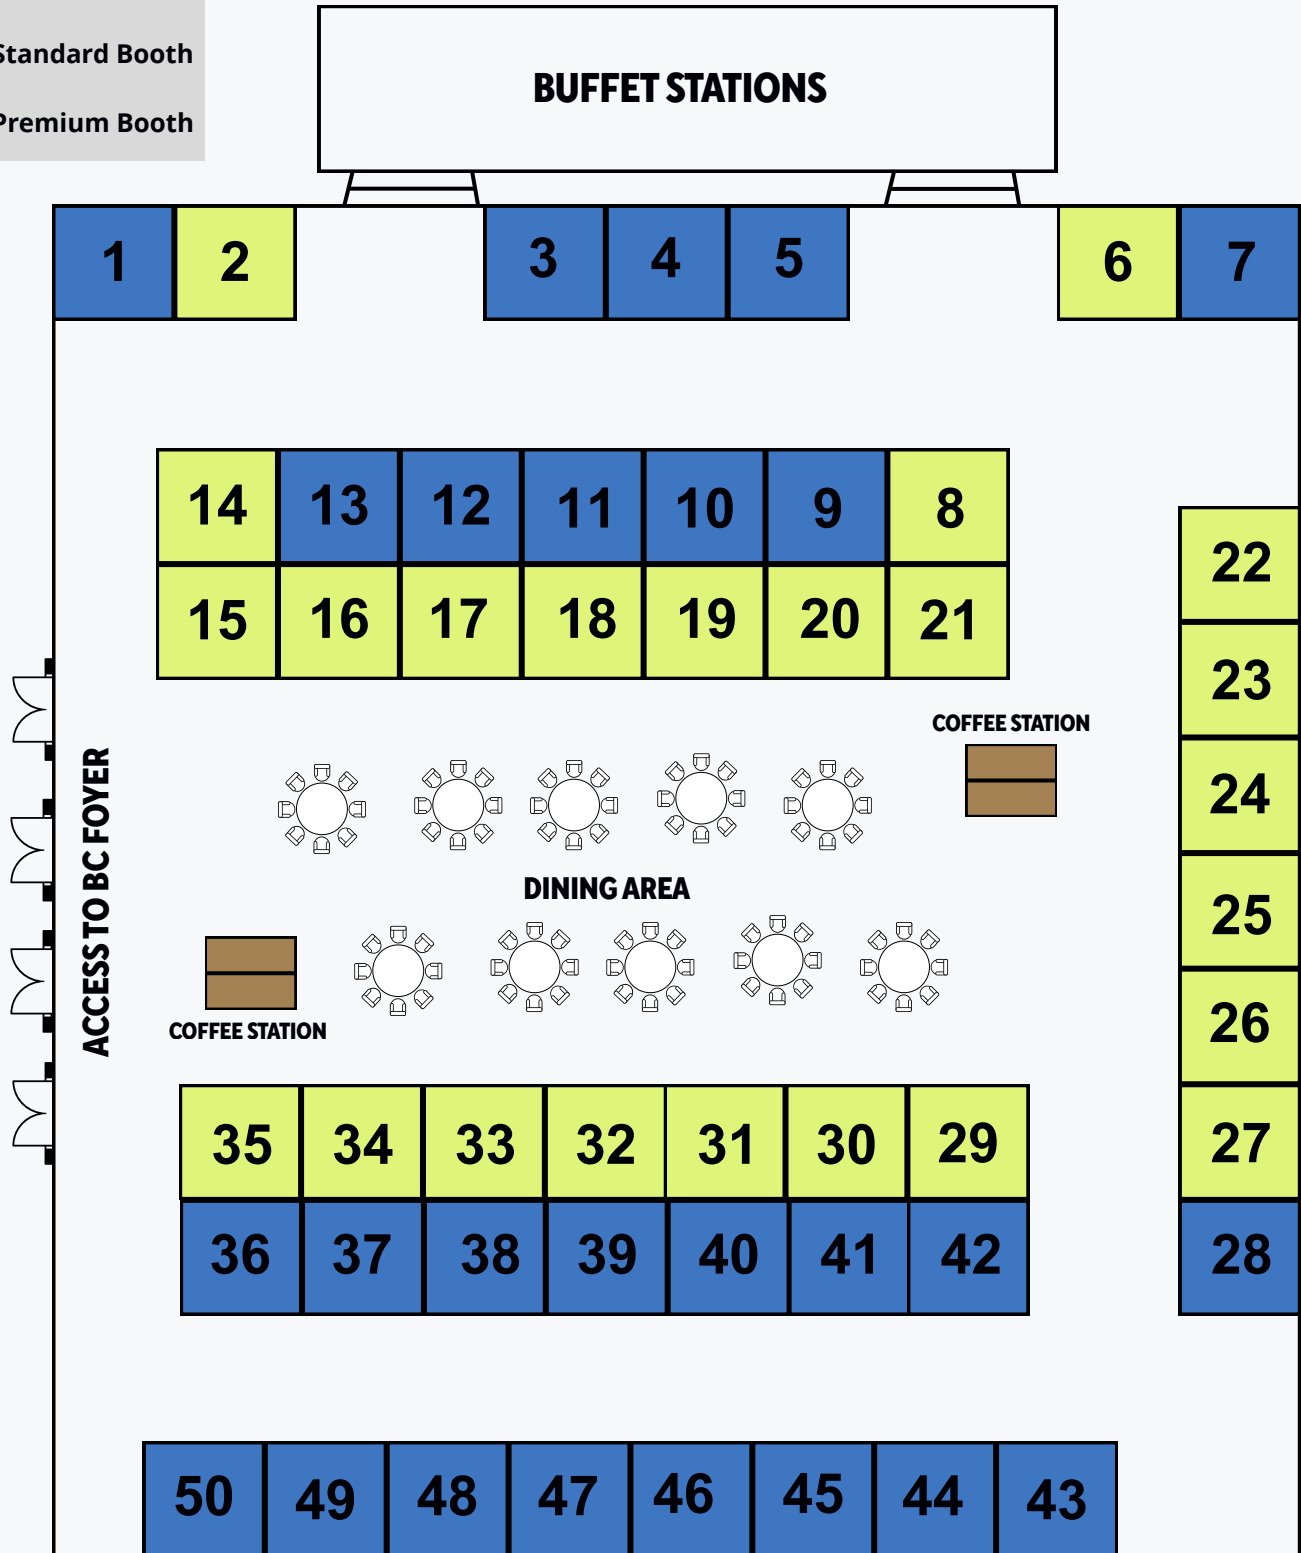 Standard Booth
Premium Booth
BUFFET STATIONS
1 2 3 4 5 6 7
14 13 12 11 10 9 8
15 16 17 18 19 20 21
22
23
24
25
26
27
28
COFFEE STATION
ACCESS TO BC FOYER
DINING AREA
COFFEE STATION
35 34 33 32 31 30 29
36 37 38 39 40 41 42
50 49 48 47 46 45 44 43